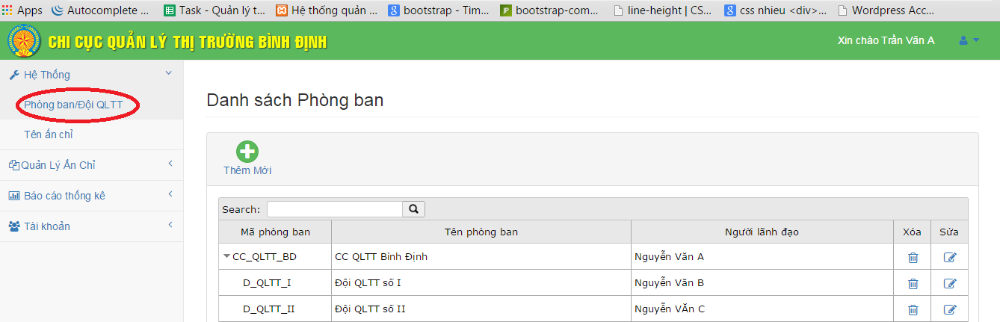 Apps Autocomplete ... Task - Quản lý t... Hệ thống quản ... bootstrap - Tim... bootstrap-com... line-height | CS... css nhieu <div>... Wordpress Acc...
CHI CỤC QUẢN LÝ THỊ TRƯỜNG BÌNH ĐỊNH
Xin chào Trần Văn A
Hệ Thống
Phòng ban/Đội QLTT
Tên ấn chỉ
Quản Lý Ấn Chỉ
Báo cáo thống kê
Tài khoản
Danh sách Phòng ban
Thêm Mới
Search:
Mã phòng ban Tên phòng ban Người lãnh đạo Xóa Sửa
CC_QLTT_BD CC QLTT Bình Định Nguyễn Văn A
D_QLTT_I Đội QLTT số I Nguyễn Văn B
D_QLTT_II Đội QLTT số II Nguyễn VĂn C